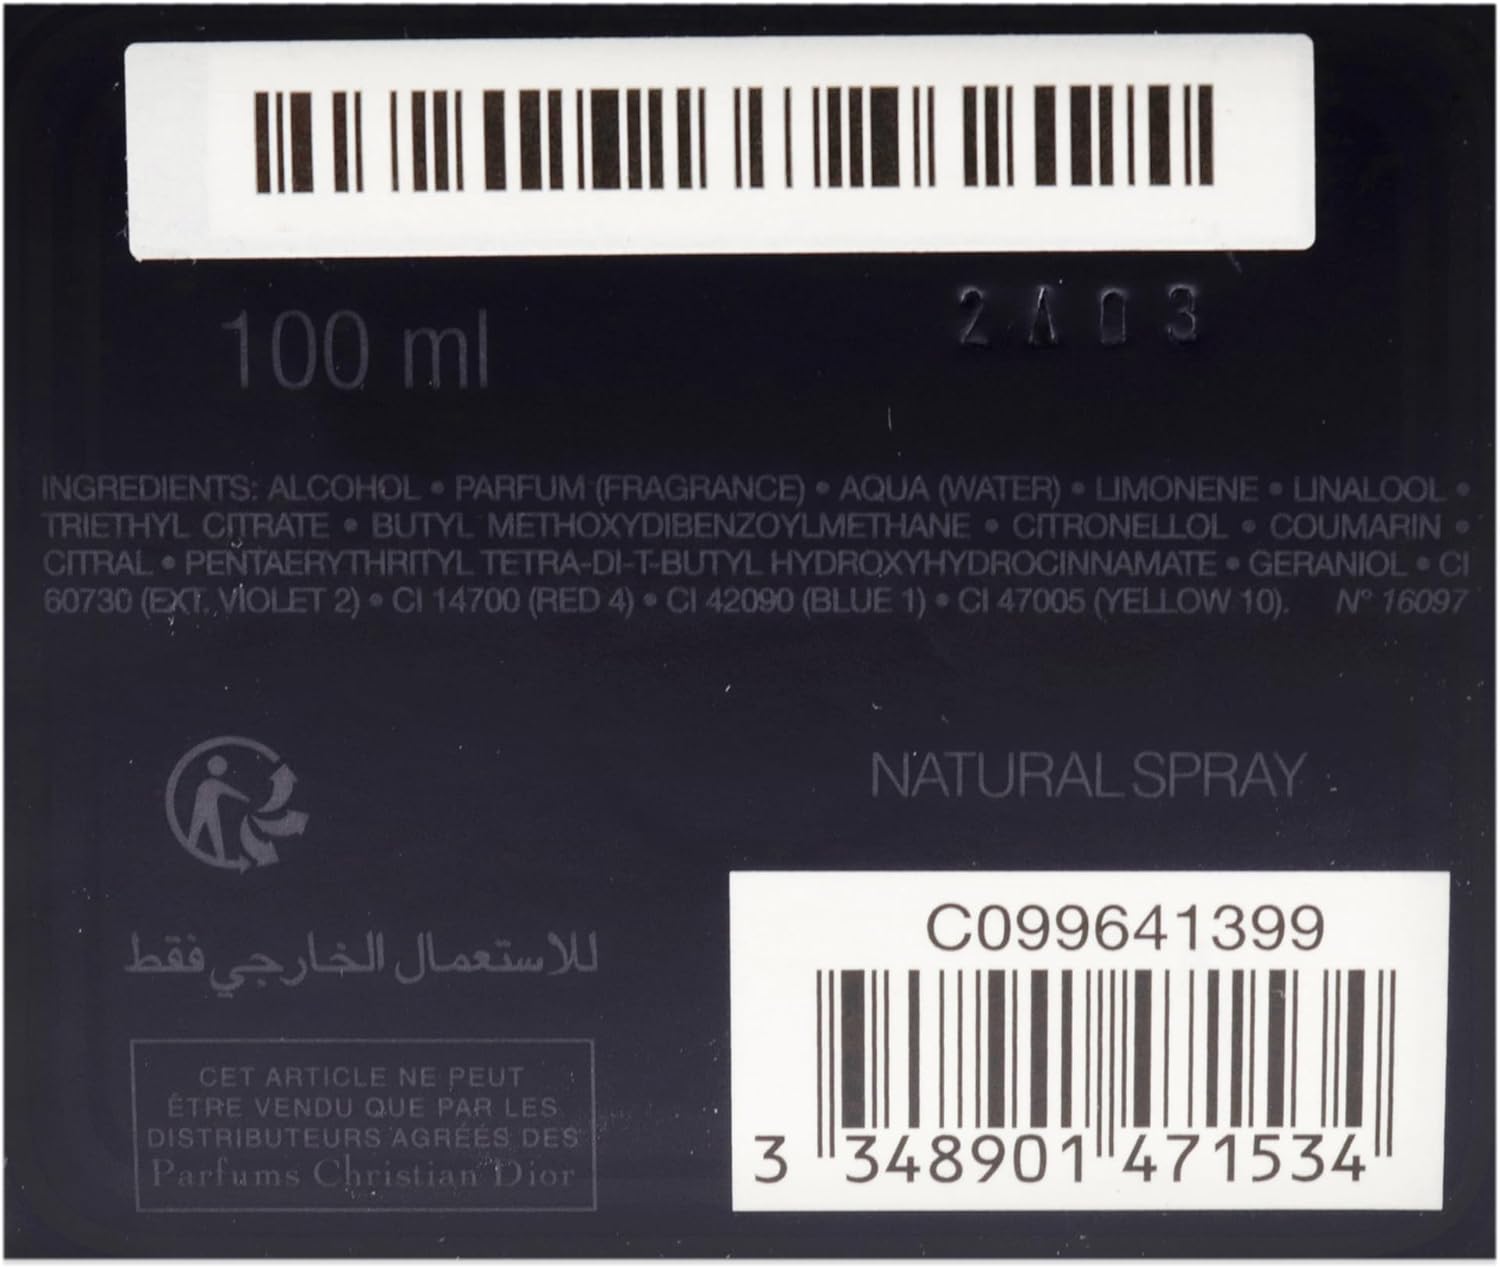 2A03
100 ml
INGREDIENTS: ALCOHOL • PARFUM (FRAGRANCE) • AQUA (WATER) • LIMONENE • LINALOOL •
TRIETHYL CITRATE • BUTYL METHOXYDIBENZOYLMETHANE • CITRONELLOL • COUMARIN •
CITRAL • PENTAERYTHRITYL TETRA-DI-T-BUTYL HYDROXYHYDROCINNAMATE • GERANIOL • CI
60730 (EXT. VIOLET 2) • CI 14700 (RED 4) • CI 42090 (BLUE 1) • CI 47005 (YELLOW 10). N° 16097
NATURAL SPRAY
للاستعمال الخارجي فقط
CET ARTICLE NE PEUT
ÊTRE VENDU QUE PAR LES
DISTRIBUTEURS AGRÉÉS DES
Parfums Christian Dior
C099641399
3 348901 471534